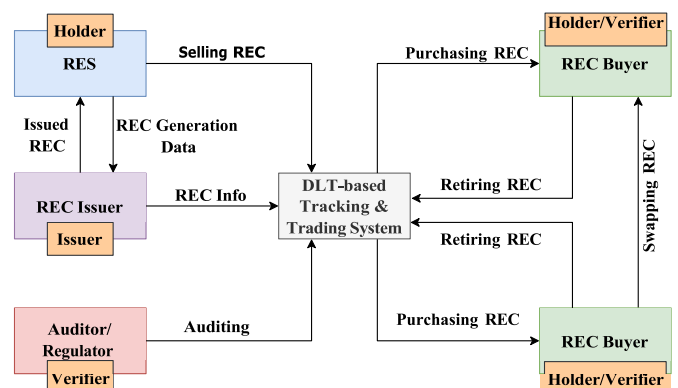 Holder
RES
Selling REC
Issued
REC
REC Generation
Data
REC Issuer
Issuer
REC Info
Auditor/
Regulator
Verifier
Auditing
DLT-based
Tracking &
Trading System
Purchasing REC
Holder/Verifier
REC Buyer
Retiring REC
Retiring REC
Swapping REC
Purchasing REC
REC Buyer
Holder/Verifier